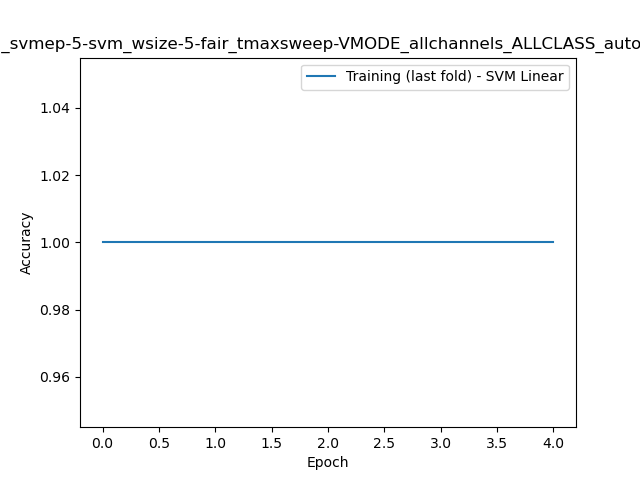 _svmep-5-svm_wsize-5-fair_tmaxsweep-VMODE_allchannels_ALLCLASS_auto
Training (last fold) - SVM Linear
1.04
1.02
1.00
0.98
0.96
Accuracy
0.0 0.5 1.0 1.5 2.0 2.5 3.0 3.5 4.0
Epoch